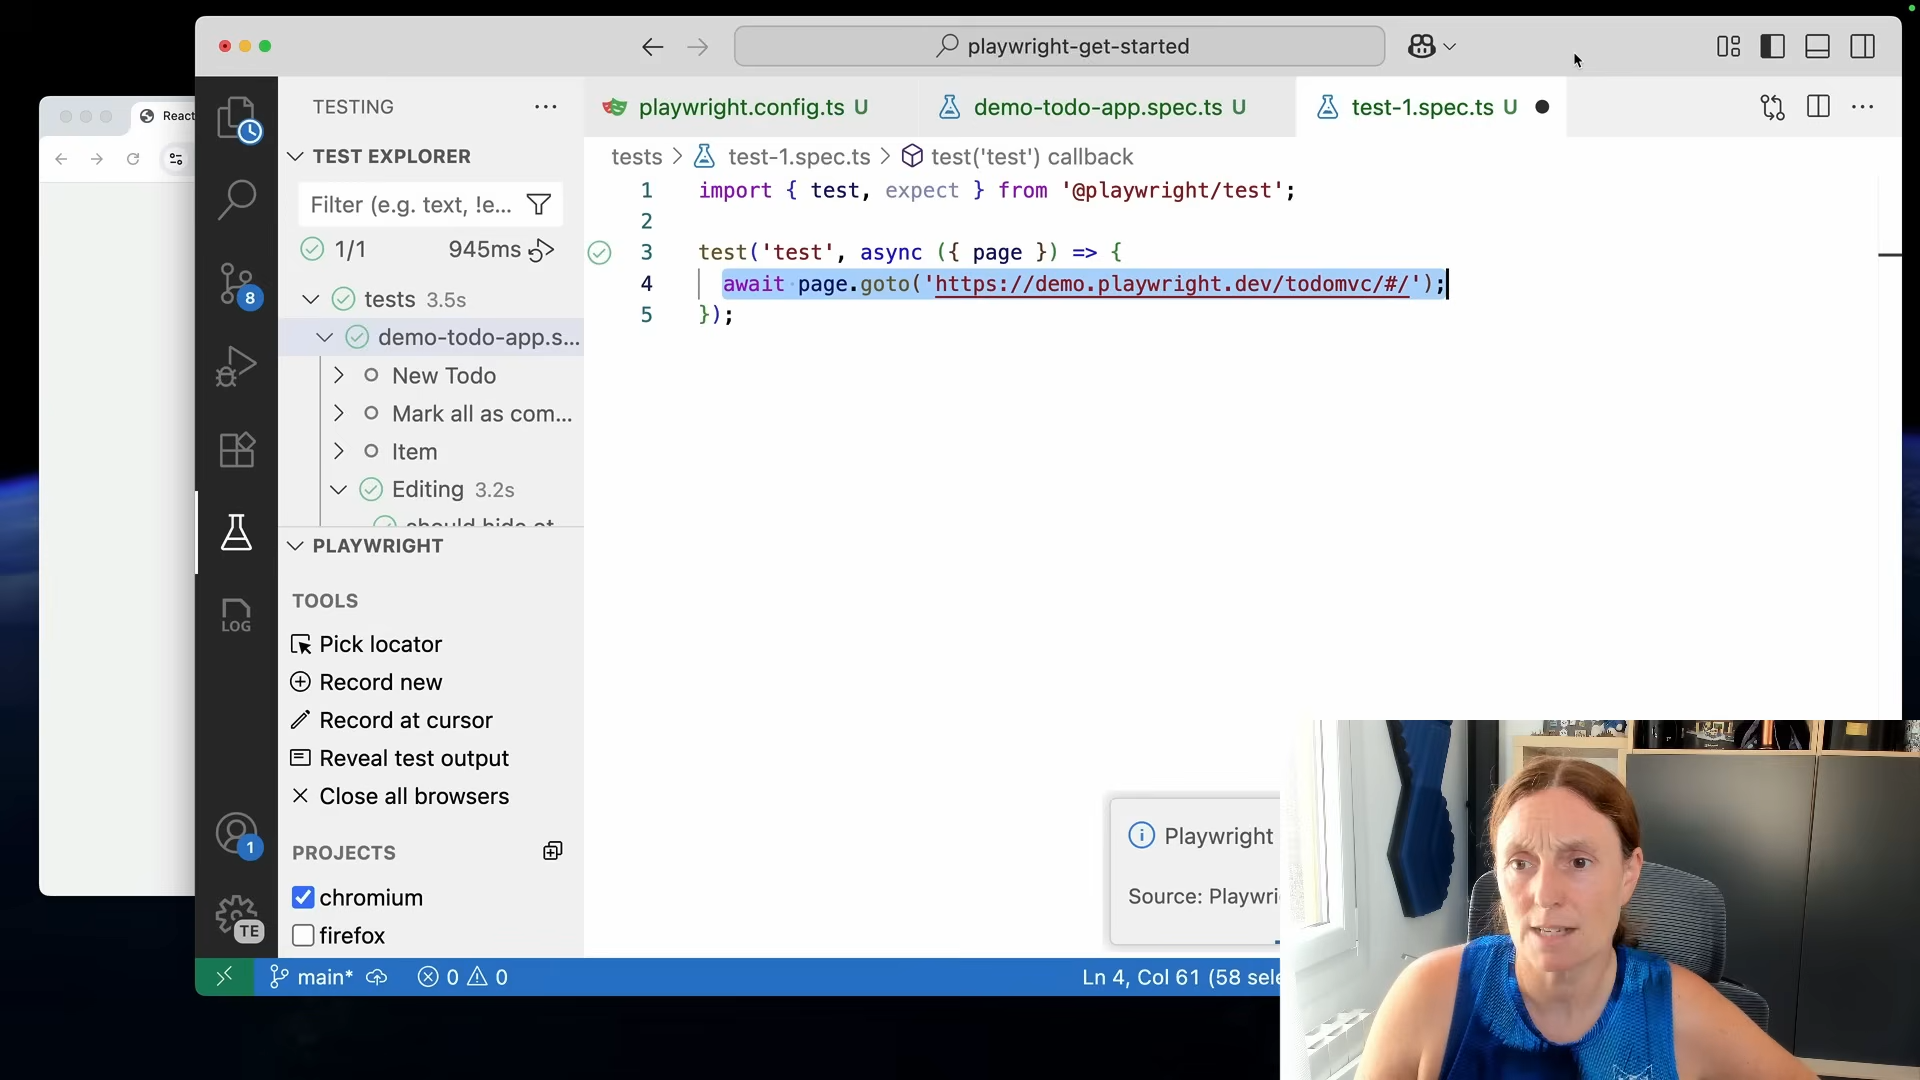 playwright-get-started
React
TESTING
TEST EXPLORER
Filter (e.g. text, !e...
1/1 945ms
tests 3.5s
demo-todo-app.s...
New Todo
Mark all as com...
Item
Editing 3.2s
should hide ot
PLAYWRIGHT
TOOLS
Pick locator
Record new
Record at cursor
Reveal test output
Close all browsers
PROJECTS
chromium
firefox
8
LOG
1
TE
playwright.config.ts U
demo-todo-app.spec.ts U
test-1.spec.ts U
tests > test-1.spec.ts > test('test') callback
1 import { test, expect } from '@playwright/test';
2
3 test('test', async ({ page }) => {
4 await page.goto('https://demo.playwright.dev/todomvc/#/');
5 });
Playwright
Source: Playwri
main* 0 0
Ln 4, Col 61 (58 sele